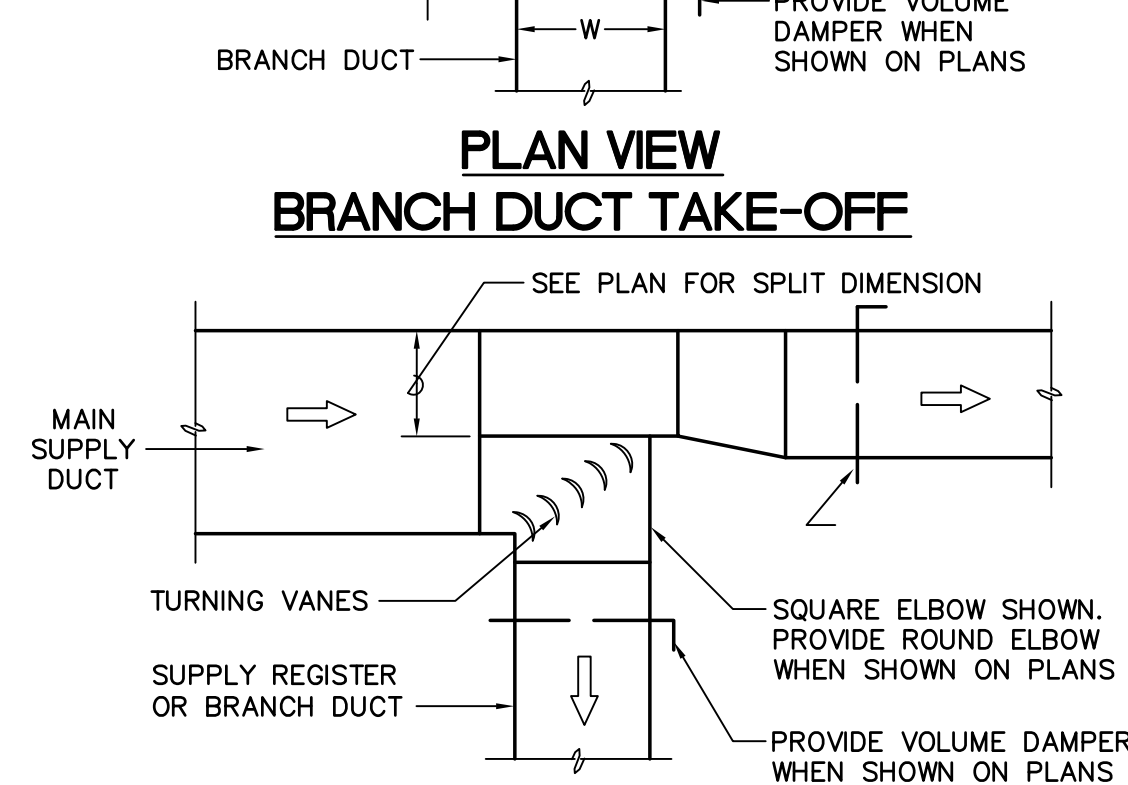 PROVIDE VOLUME
DAMPER WHEN
SHOWN ON PLANS
W
BRANCH DUCT
PLAN VIEW
BRANCH DUCT TAKE-OFF
SEE PLAN FOR SPLIT DIMENSION
D
MAIN
SUPPLY
DUCT
TURNING VANES
SQUARE ELBOW SHOWN.
PROVIDE ROUND ELBOW
WHEN SHOWN ON PLANS
SUPPLY REGISTER
OR BRANCH DUCT
PROVIDE VOLUME DAMPER
WHEN SHOWN ON PLANS